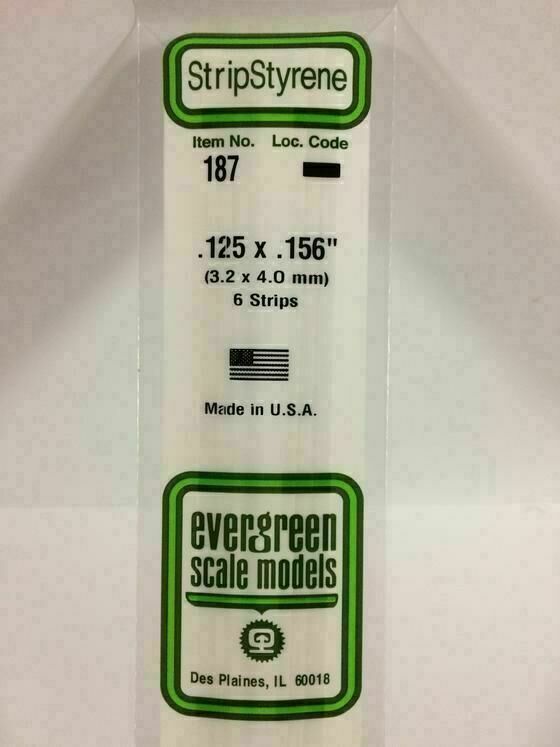 StripStyrene
Item No. Loc. Code
187
.125 x .156"
(3.2 x 4.0 mm)
6 Strips
Made in U.S.A.
evergreen
scale models
Des Plaines, IL 60018